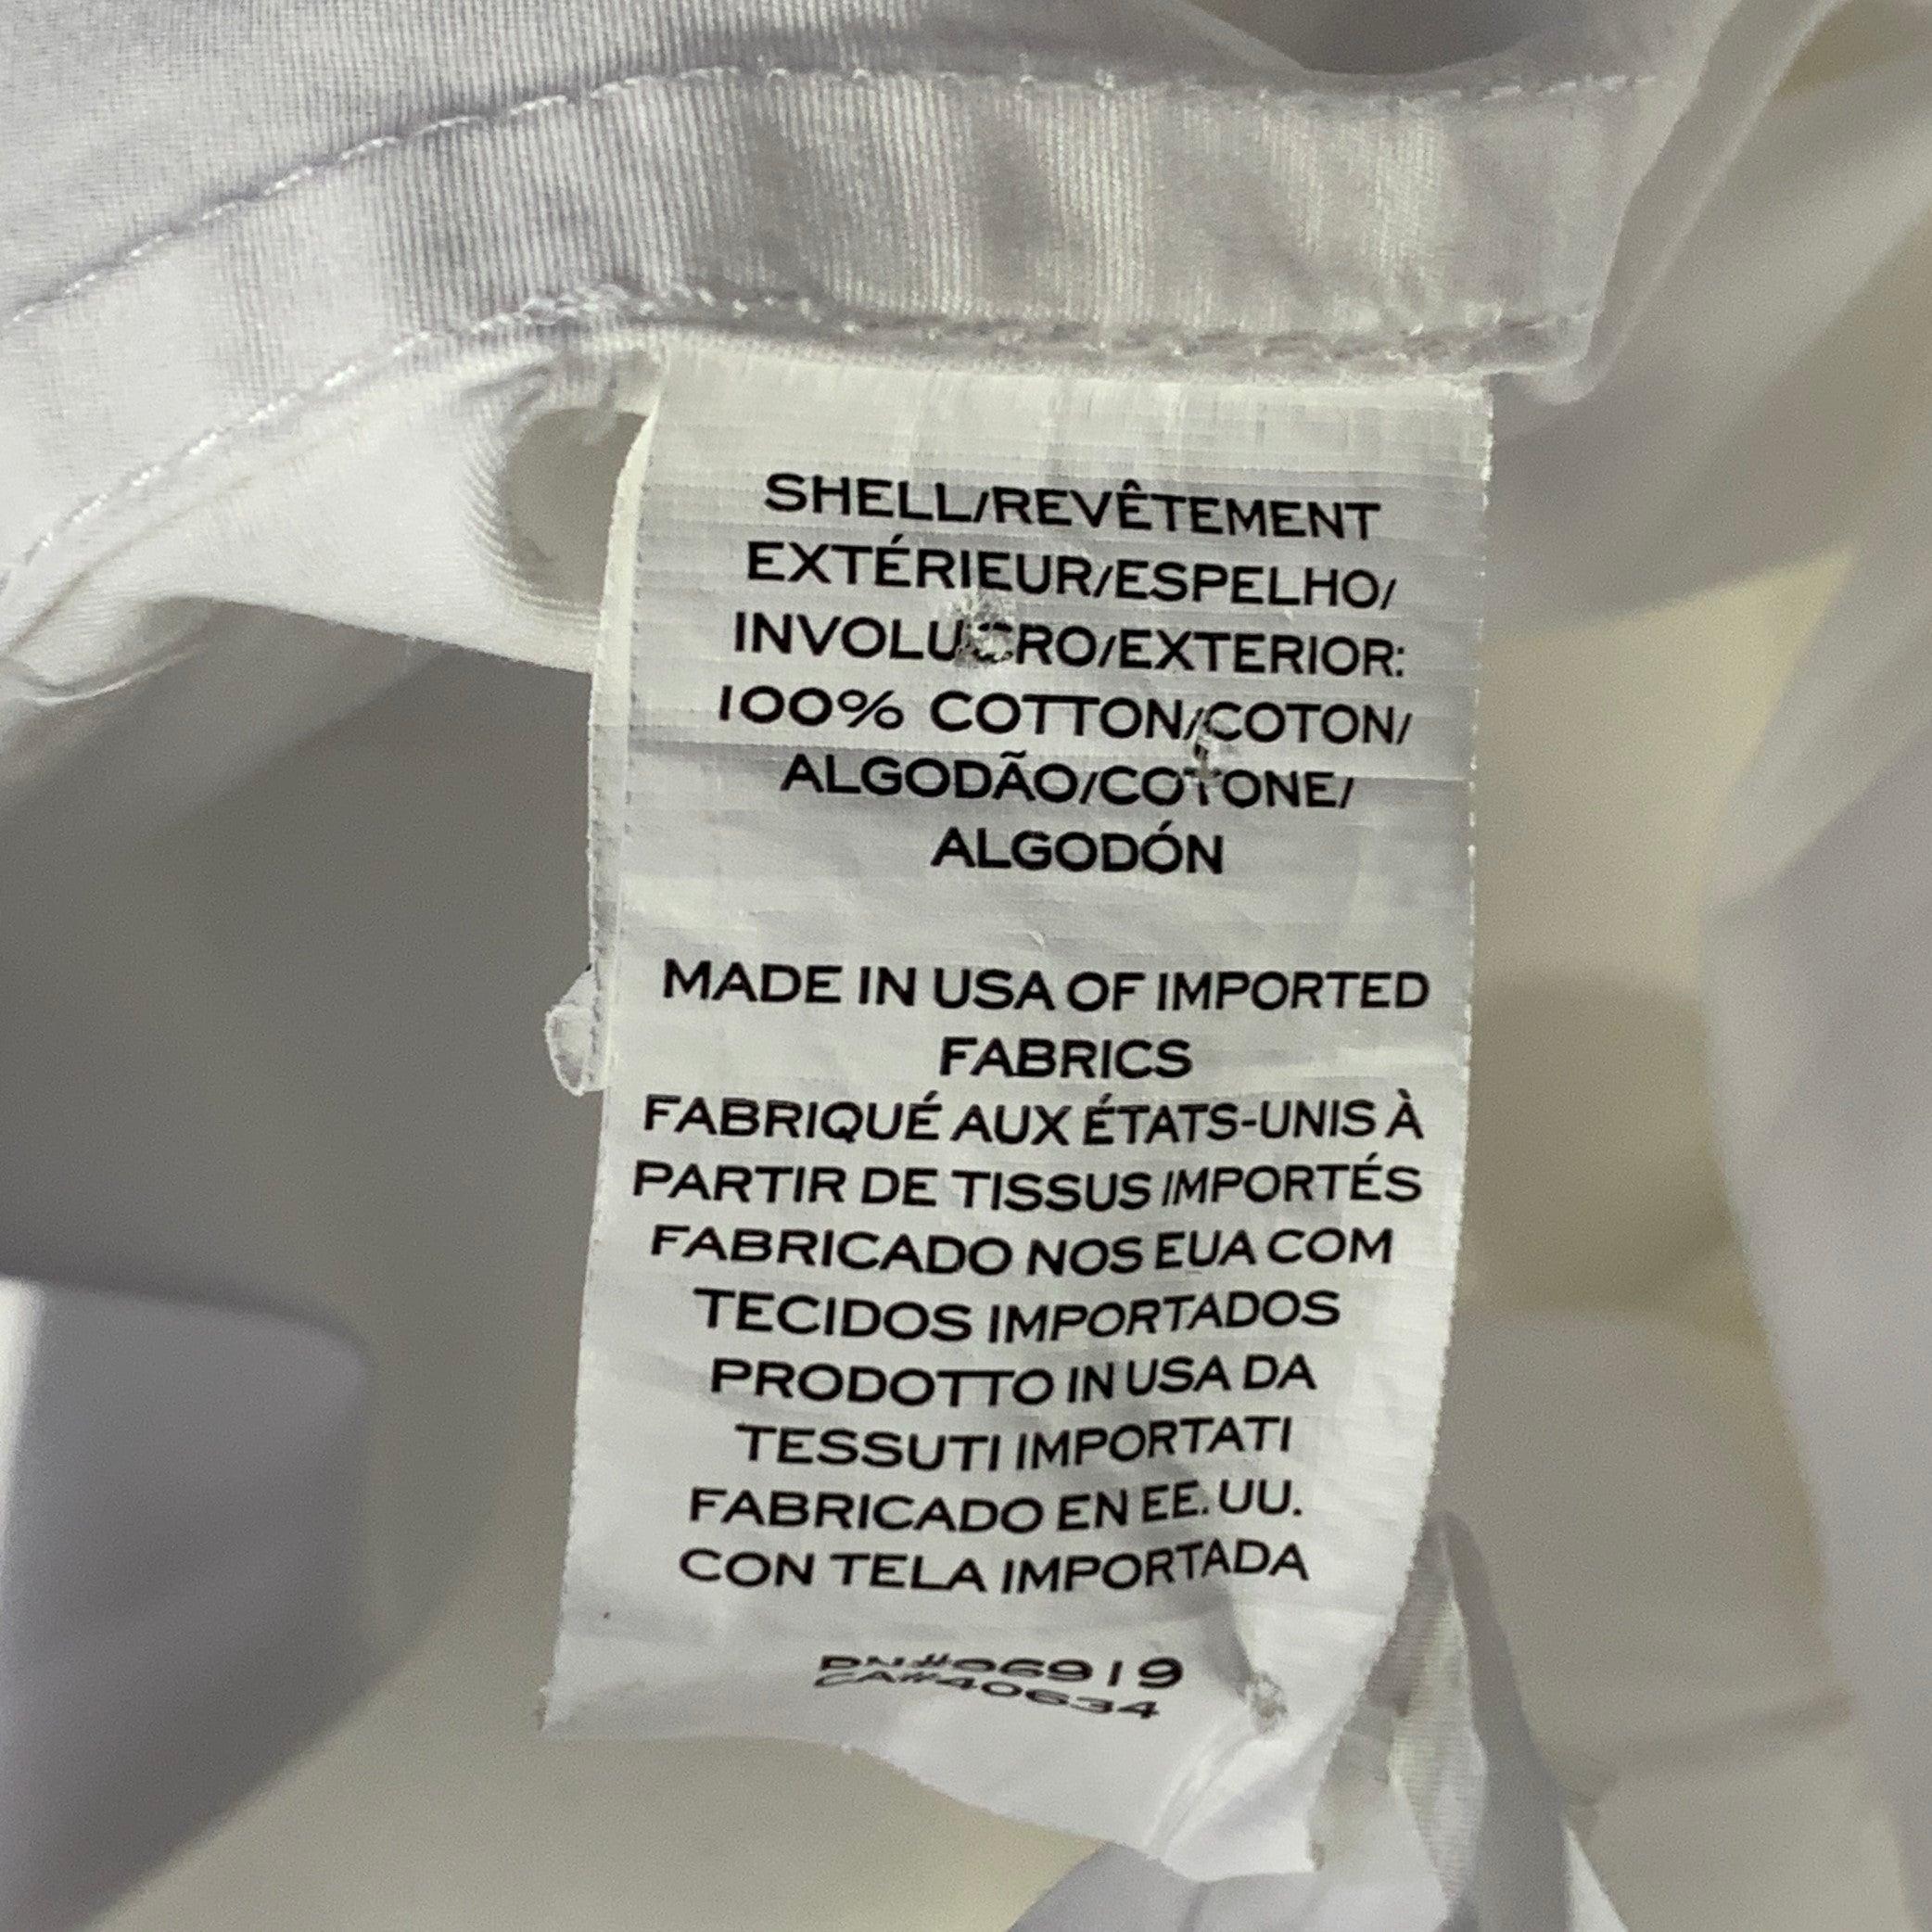 SHELL/REVÊTEMENT
EXTÉRIEUR/ESPELHO/
INVOLUCRO/EXTERIOR:
100% COTTON/COTON/
ALGODÃO/COTONE/
ALGODÓN
MADE IN USA OF IMPORTED
FABRICS
FABRIQUÉ AUX ÉTATS-UNIS À
PARTIR DE TISSUS IMPORTÉS
FABRICADO NOS EUA COM
TECIDOS IMPORTADOS
PRODOTTO IN USA DA
TESSUTI IMPORTATI
FABRICADO EN EE.UU.
CON TELA IMPORTADA
RN#96919
CA#40634